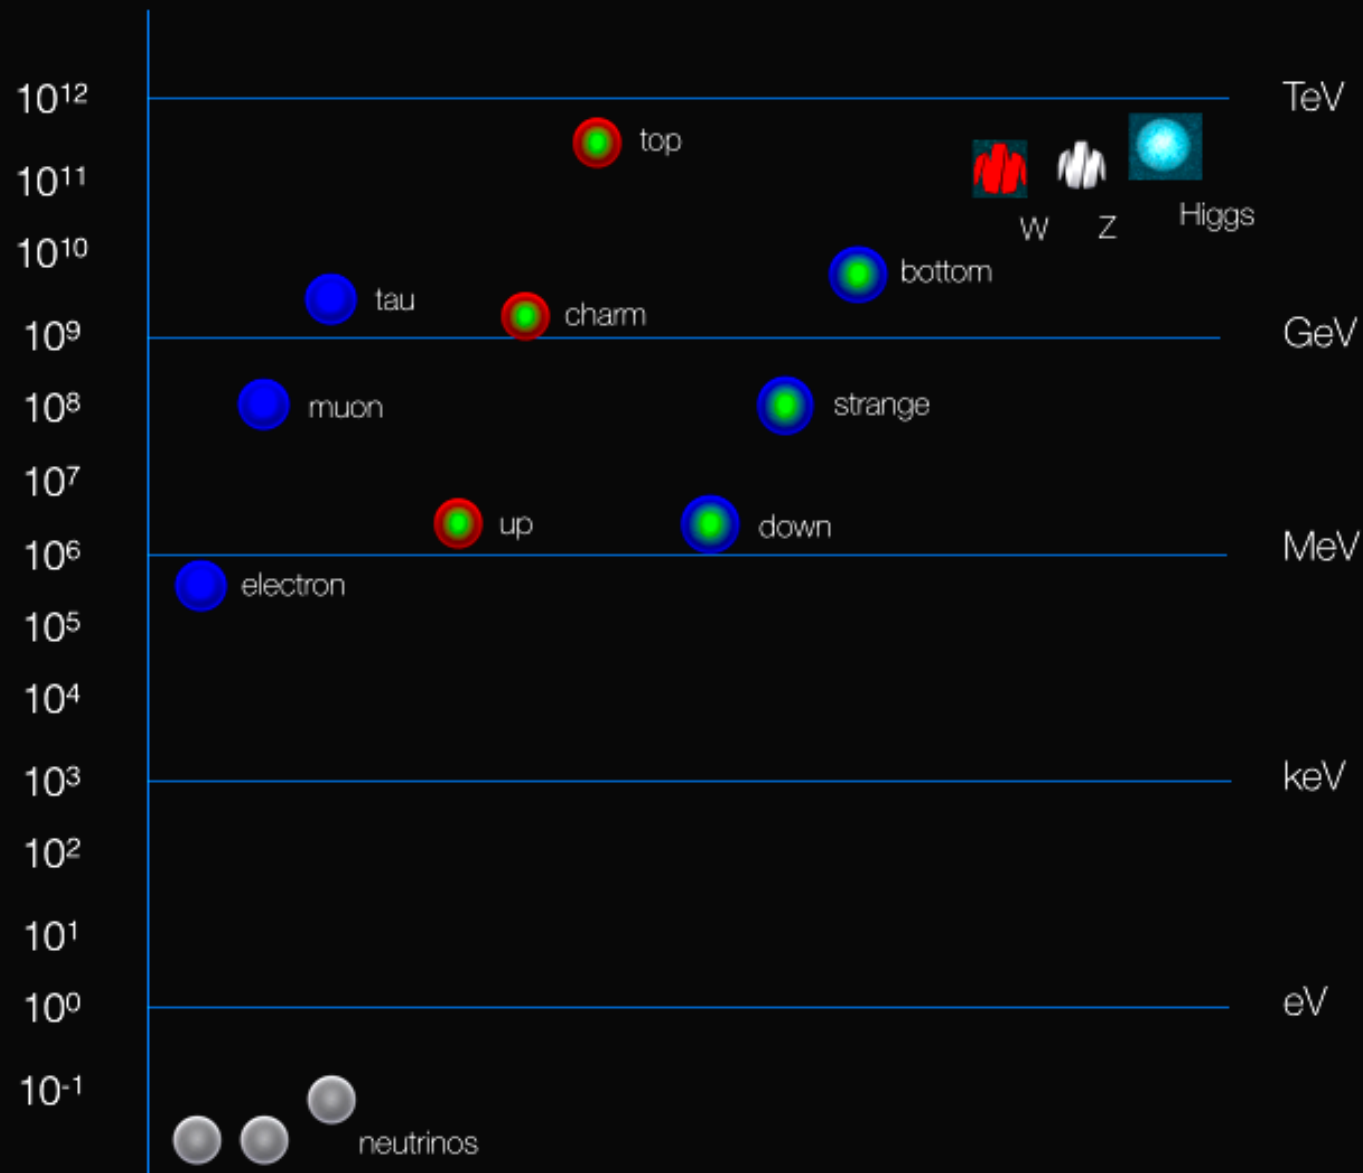 10¹² TeV
top
10¹¹
Higgs
W Z
10¹⁰
bottom
tau
charm
10⁹ GeV
10⁸ muon strange
10⁷
up down
10⁶ MeV
electron
10⁵
10⁴
10³ keV
10²
10¹
10⁰ eV
10⁻¹
neutrinos